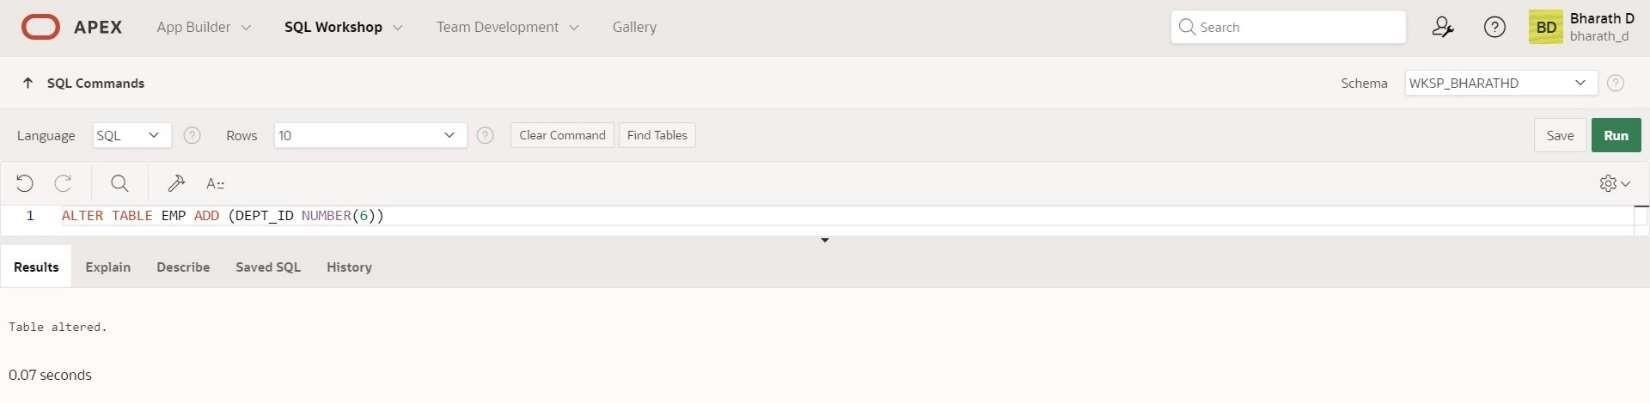 APEX App Builder SQL Workshop Team Development Gallery Search ? BD Bharath D
bharath_d
↑ SQL Commands Schema WKSP_BHARATHD ?
Language SQL ? Rows 10 ? Clear Command Find Tables Save Run
A::
1 ALTER TABLE EMP ADD (DEPT_ID NUMBER(6))
Results Explain Describe Saved SQL History
Table altered.
0.07 seconds